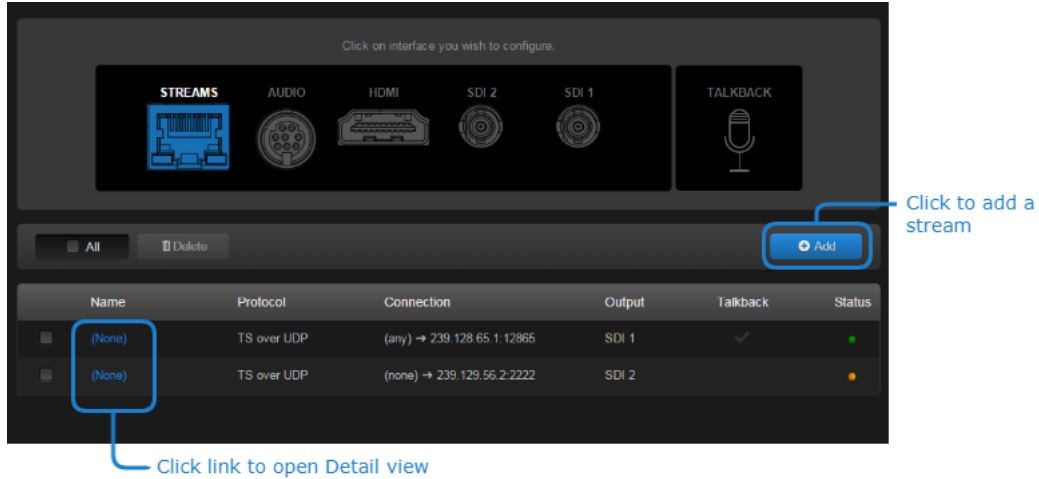 Click on interface you wish to configure.
STREAMS AUDIO HDMI SDI 2 SDI 1 TALKBACK
Click to add a
stream
All Delete Add
Name Protocol Connection Output Talkback Status
(None) TS over UDP (any) → 239.128.65.1:12865 SDI 1
(None) TS over UDP (none) → 239.129.56.2:2222 SDI 2
Click link to open Detail view